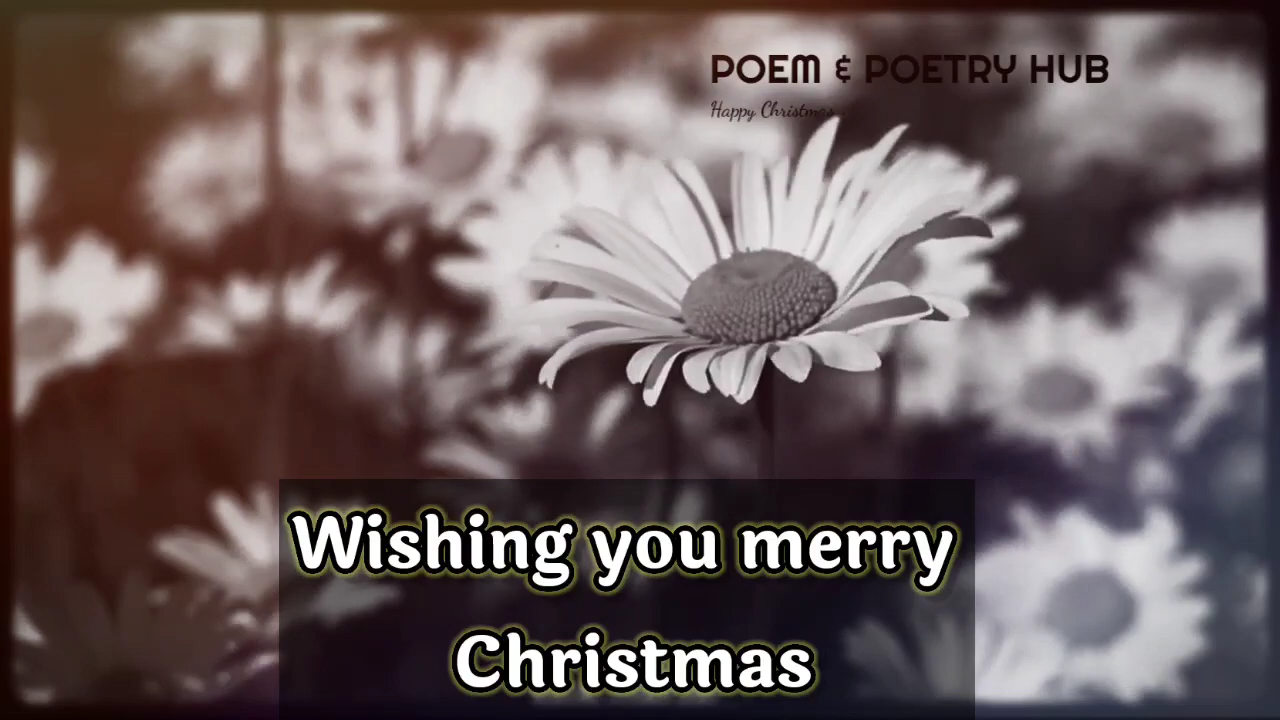 POEM & POETRY HUB
Happy Christmas
Wishing you merry
Christmas